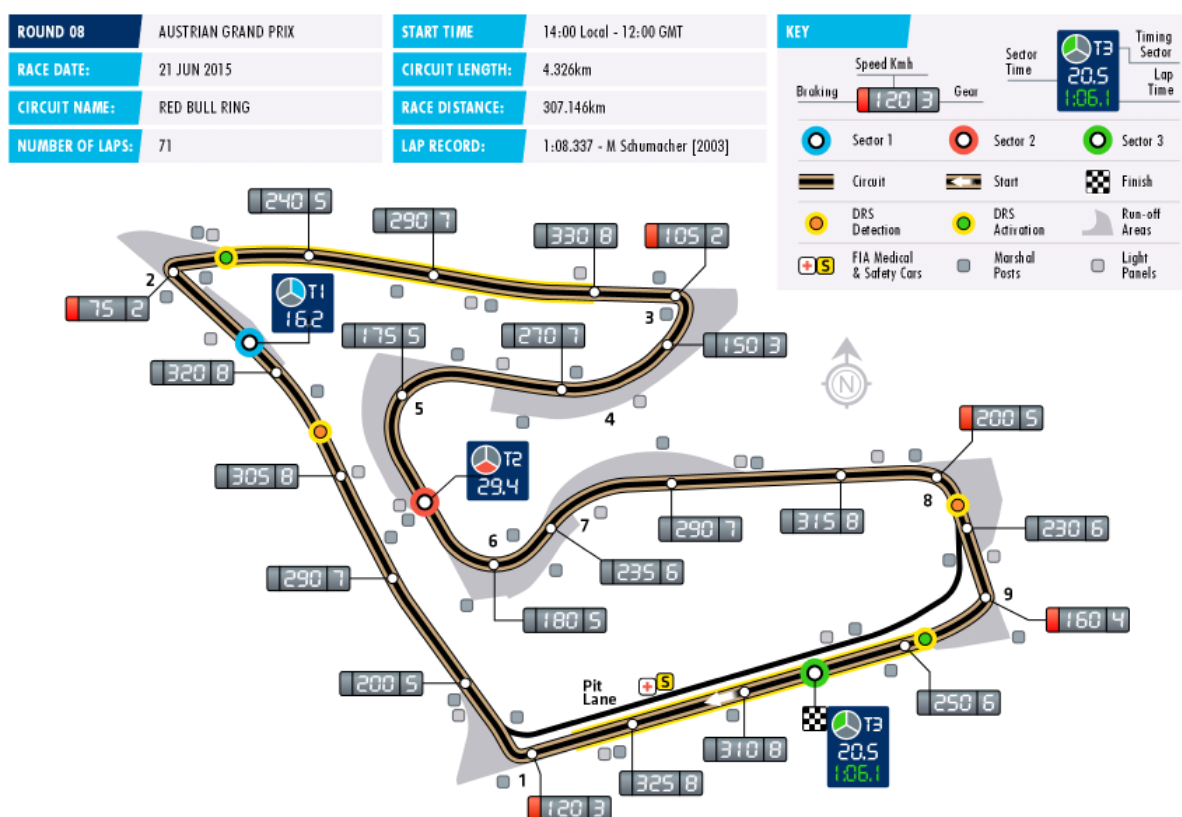 ROUND 08 AUSTRIAN GRAND PRIX
RACE DATE: 21 JUN 2015
CIRCUIT NAME: RED BULL RING
NUMBER OF LAPS: 71
START TIME 14:00 Local - 12:00 GMT
CIRCUIT LENGTH: 4.326km
RACE DISTANCE: 307.146km
LAP RECORD: 1:08.337 - M Schumacher [2003]
KEY
Speed Kmh
Braking 120 3 Gear
Sector Time
T3
20.5
1:06.1
Timing Sector
Lap Time
Sector 1
Sector 2
Sector 3
Circuit
Start
Finish
DRS Detection
DRS Activation
Run-off Areas
S
FIA Medical & Safety Cars
Marshal Posts
Light Panels
240 5
290 7
330 8
105 2
2
75 2
T1
16.2
3
175 5
270 7
150 3
320 8
5
4
N
200 5
305 8
T2
29.4
8
7
6
290 7
315 8
230 6
290 7
235 6
9
180 5
160 4
200 5
Pit Lane
S
250 6
310 8
T3
20.5
1:06.1
1
325 8
120 3